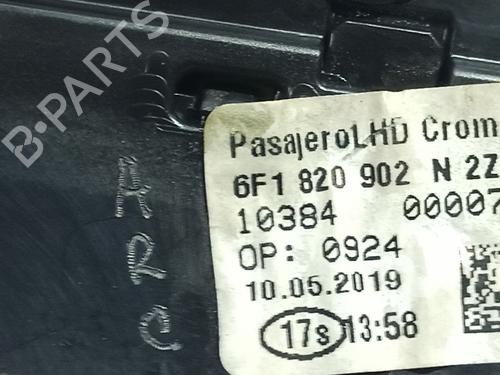 B-PARTS
PasajeroLHD Crom
6F1 820 902 N 2Z
10384 00007
OP: 0924
10.05.2019
17s 13:58
A
R
C